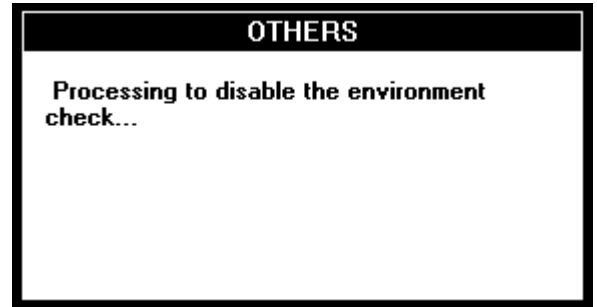 OTHERS
Processing to disable the environment
check...